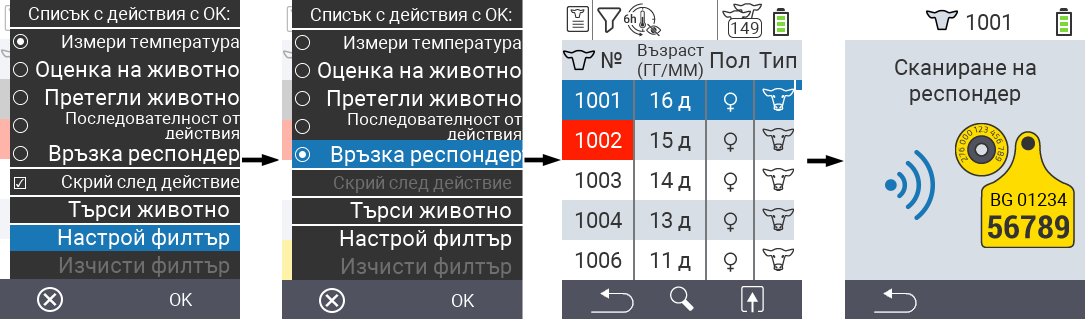 Списък с действия с OK:
Измери температура
Оценка на животно
Претегли животно
Последователност от
действия
Връзка респондер
Скрий след действие
Търси животно
Настрой филтър
Изчисти филтър
OK
Списък с действия с OK:
Измери температура
Оценка на животно
Претегли животно
Последователност от
действия
Връзка респондер
Скрий след действие
Търси животно
Настрой филтър
Изчисти филтър
OK
6h 149
№ Възраст (ГГ/ММ) Пол Тип
1001 16 д ♀
1002 15 д ♀
1003 14 д ♀
1004 13 д ♀
1006 11 д ♀
1001
Сканиране на
респондер
276 000 123 456 789
BG 01234
56789